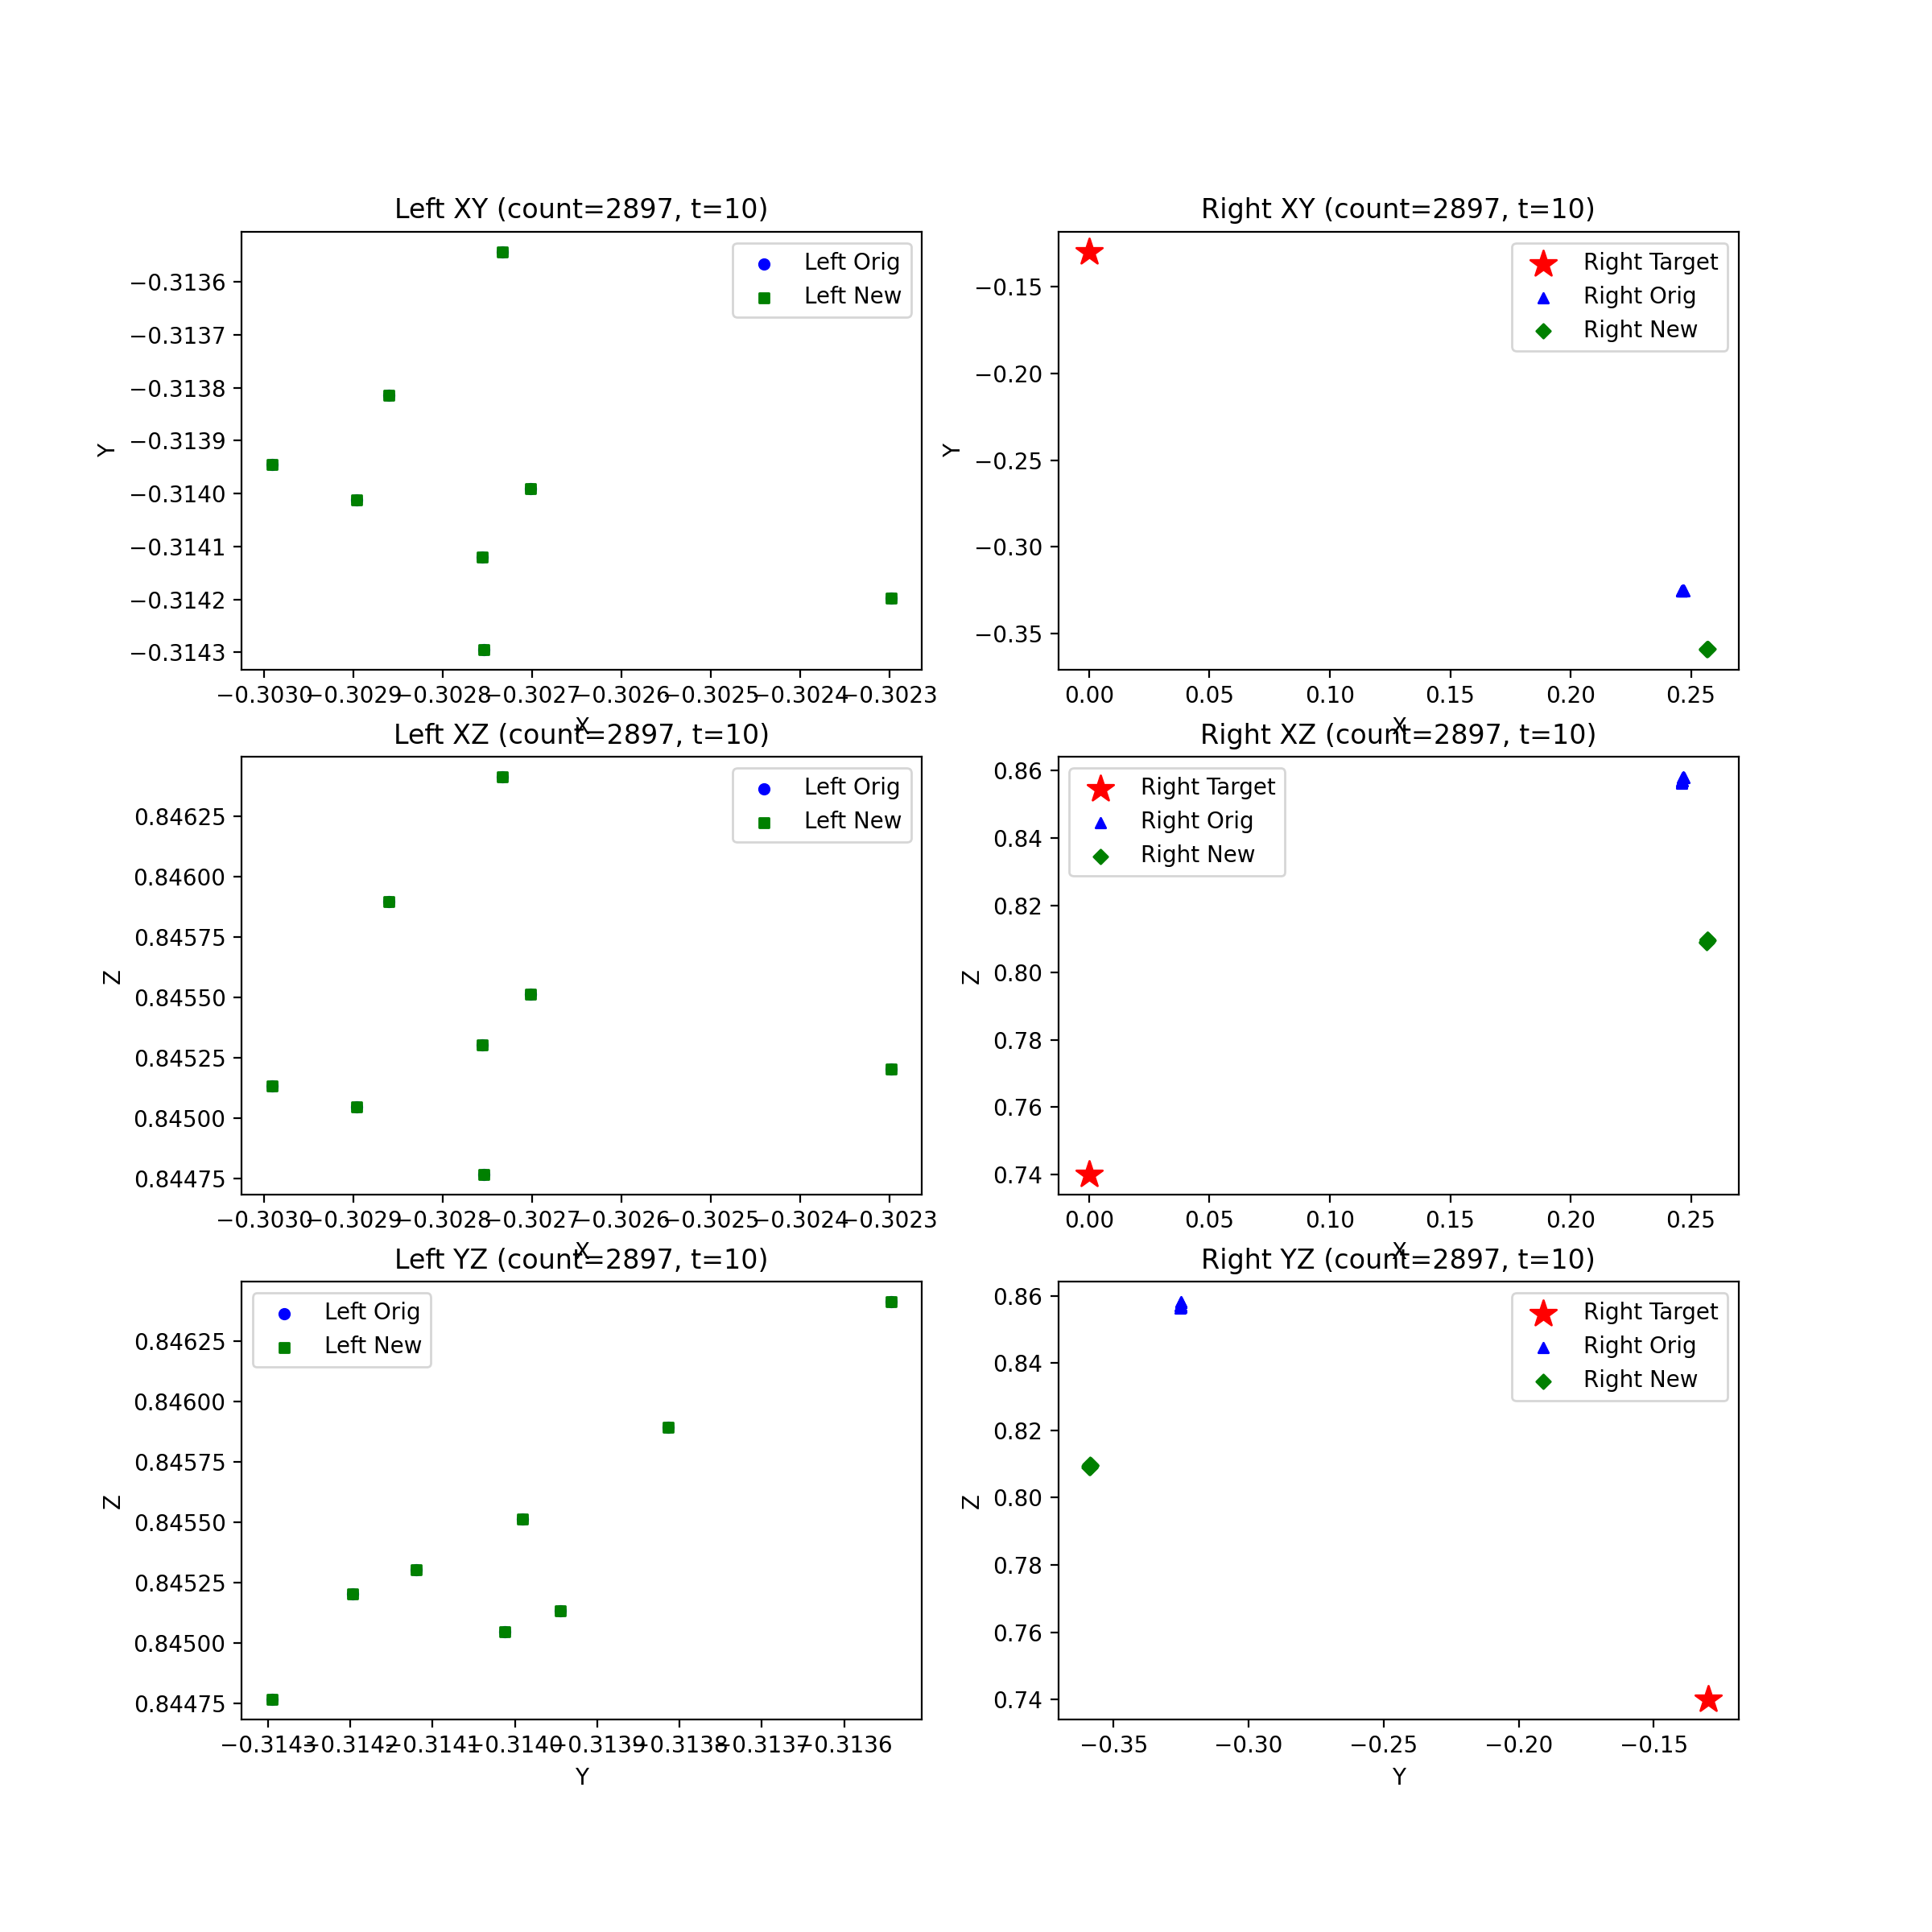 Left XY (count=2897, t=10)
Left Orig
Left New
−0.3136
−0.3137
−0.3138
−0.3139
−0.3140
−0.3141
−0.3142
−0.3143
Y
−0.3030 −0.3029 −0.3028 −0.3027 −0.3026 −0.3025 −0.3024 −0.3023
X
Right XY (count=2897, t=10)
Right Target
Right Orig
Right New
−0.15
−0.20
−0.25
−0.30
−0.35
Y
0.00 0.05 0.10 0.15 0.20 0.25
X
Left XZ (count=2897, t=10)
Left Orig
Left New
0.84625
0.84600
0.84575
0.84550
0.84525
0.84500
0.84475
Z
−0.3030 −0.3029 −0.3028 −0.3027 −0.3026 −0.3025 −0.3024 −0.3023
X
Right XZ (count=2897, t=10)
Right Target
Right Orig
Right New
0.86
0.84
0.82
0.80
0.78
0.76
0.74
Z
0.00 0.05 0.10 0.15 0.20 0.25
X
Left YZ (count=2897, t=10)
Left Orig
Left New
0.84625
0.84600
0.84575
0.84550
0.84525
0.84500
0.84475
Z
−0.3143 −0.3142 −0.3141 −0.3140 −0.3139 −0.3138 −0.3137 −0.3136
Y
Right YZ (count=2897, t=10)
Right Target
Right Orig
Right New
0.86
0.84
0.82
0.80
0.78
0.76
0.74
Z
−0.35 −0.30 −0.25 −0.20 −0.15
Y